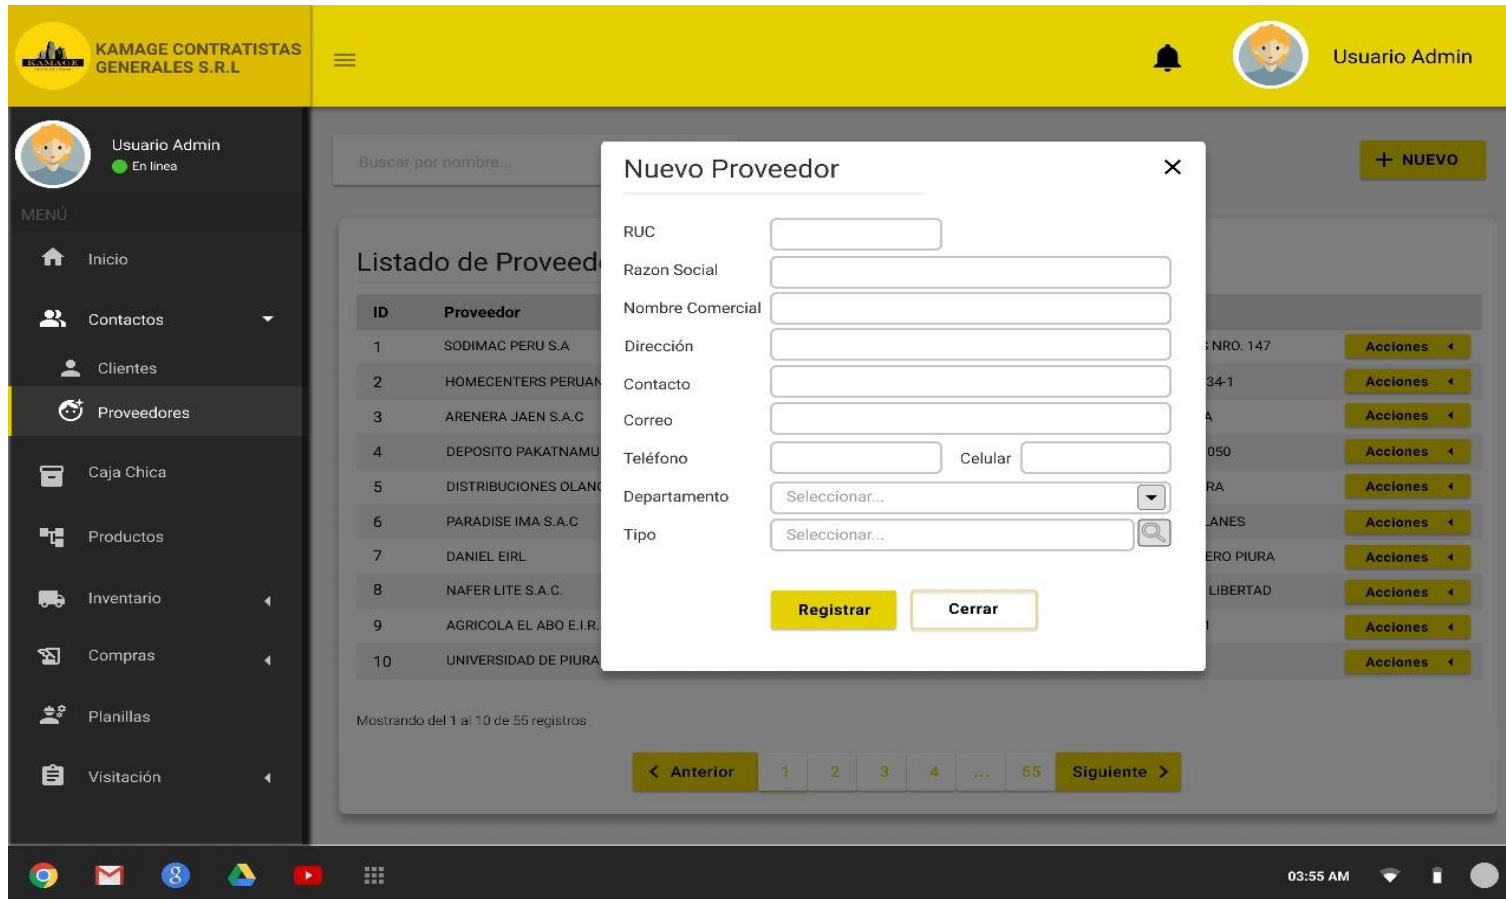 KAMAGE
KAMAGE CONTRATISTAS
GENERALES S.R.L
Usuario Admin
Usuario Admin
En linea
MENÚ
Inicio
Contactos
Clientes
Proveedores
Caja Chica
Productos
Inventario
Compras
Planillas
Visitación
Buscar por nombre...
+ NUEVO
Listado de Proveed
ID Proveedor
1 SODIMAC PERU S.A NRO. 147 Acciones
2 HOMECENTERS PERUAN 34-1 Acciones
3 ARENERA JAEN S.A.C A Acciones
4 DEPOSITO PAKATNAMU 050 Acciones
5 DISTRIBUCIONES OLANO RA Acciones
6 PARADISE IMA S.A.C LANES Acciones
7 DANIEL EIRL ERO PIURA Acciones
8 NAFER LITE S.A.C. LIBERTAD Acciones
9 AGRICOLA EL ABO E.I.R. Acciones
10 UNIVERSIDAD DE PIURA Acciones
Mostrando del 1 al 10 de 55 registros
Anterior 1 2 3 4 ... 55 Siguiente
Nuevo Proveedor
RUC
Razon Social
Nombre Comercial
Dirección
Contacto
Correo
Teléfono Celular
Departamento Seleccionar...
Tipo Seleccionar...
Registrar Cerrar
03:55 AM